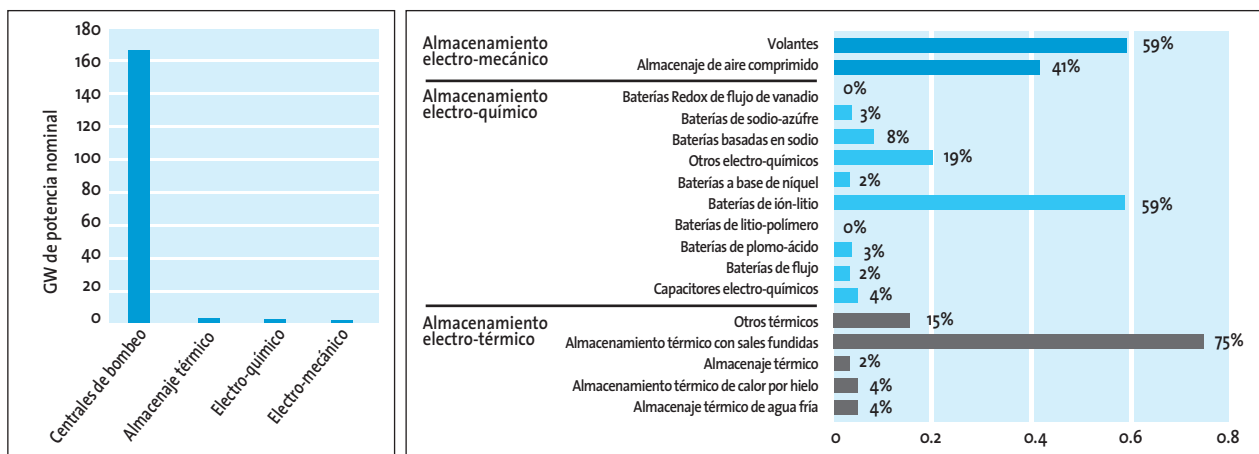 GW de potencia nominal
180
160
140
120
180
100
80
60
40
20
0
Centrales de bombeo
Almacenaje térmico
Electro-químico
Electro-mecánico
Almacenamiento
electro-mecánico
Volantes 59%
Almacenaje de aire comprimido 41%
Almacenamiento
electro-químico
Baterías Redox de flujo de vanadio 0%
Baterías de sodio-azúfre 3%
Baterías basadas en sodio 8%
Otros electro-químicos 19%
Baterías a base de níquel 2%
Baterías de ión-litio 59%
Baterías de litio-polímero 0%
Baterías de plomo-ácido 3%
Baterías de flujo 2%
Capacitores electro-químicos 4%
Almacenamiento
electro-térmico
Otros térmicos 15%
Almacenamiento térmico con sales fundidas 75%
Almacenaje térmico 2%
Almacenamiento térmico de calor por hielo 4%
Almacenaje térmico de agua fría 4%
0 0.2 0.4 0.6 0.8